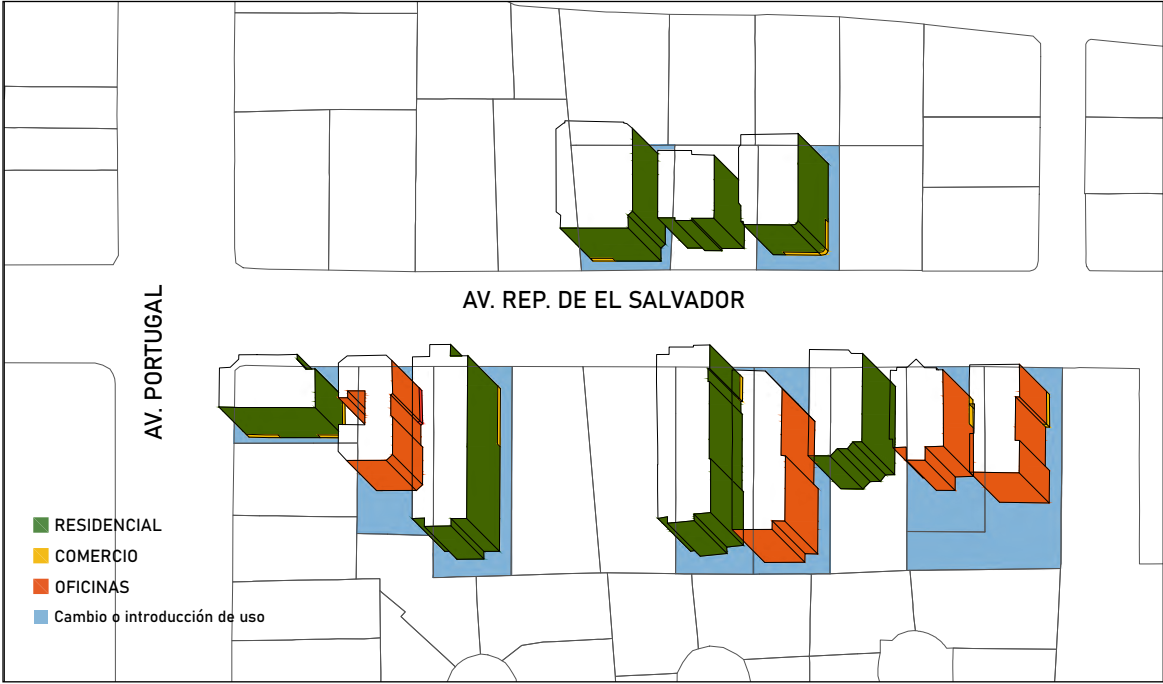 AV. REP. DE EL SALVADOR
AV. PORTUGAL
RESIDENCIAL
COMERCIO
OFICINAS
Cambio o introducción de uso